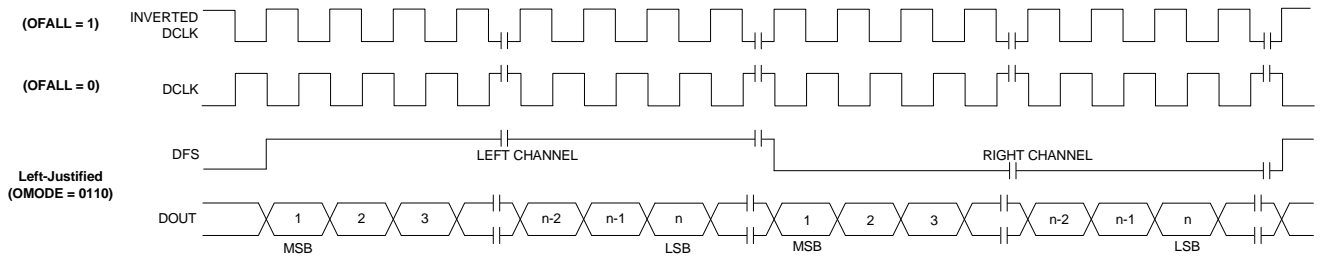 (OFALL = 1)
INVERTED
DCLK
(OFALL = 0)
DCLK
DFS
LEFT CHANNEL
RIGHT CHANNEL
Left-Justified
(OMODE = 0110)
DOUT
1
2
3
n-2
n-1
n
1
2
3
n-2
n-1
n
MSB
LSB
MSB
LSB